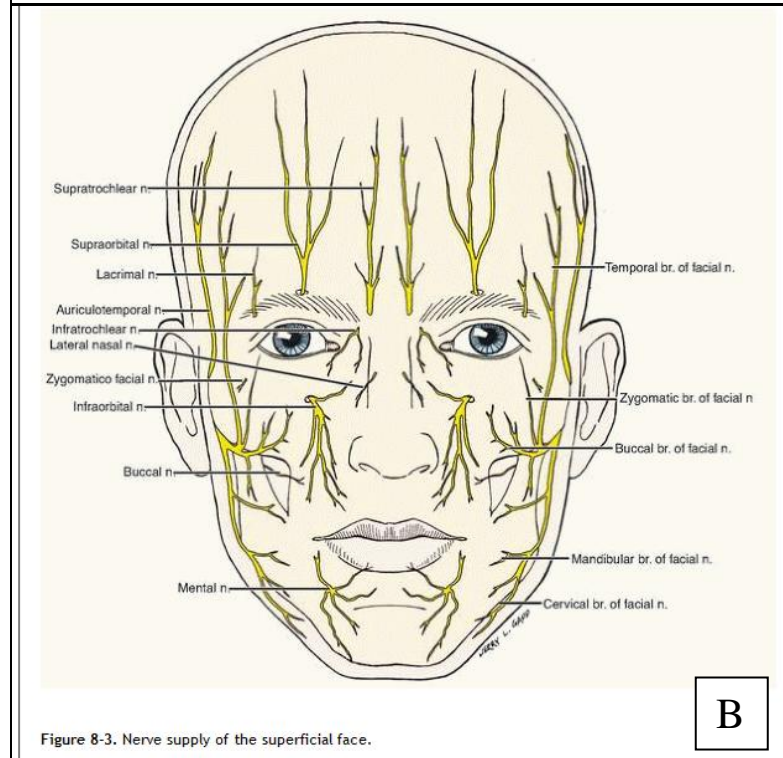 Supratrochlear n.
Supraorbital n.
Lacrimal n.
Auriculotemporal n.
Infratrochlear n.
Lateral nasal n.
Zygomatico facial n.
Infraorbital n.
Buccal n.
Mental n.
Temporal br. of facial n.
Zygomatic br. of facial n
Buccal br. of facial n.
Mandibular br. of facial n.
Cervical br. of facial n.
B
Figure 8-3. Nerve supply of the superficial face.